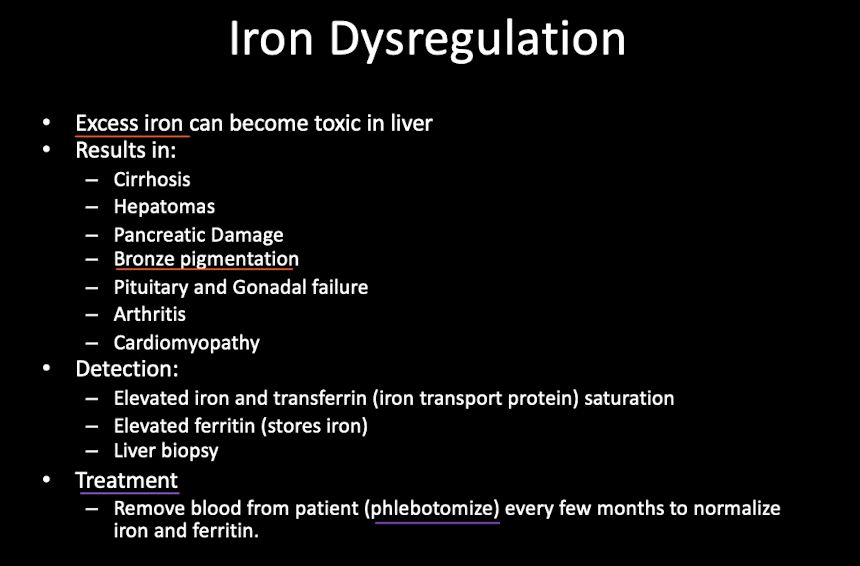 Iron Dysregulation
• Excess iron can become toxic in liver
• Results in:
– Cirrhosis
– Hepatomas
– Pancreatic Damage
– Bronze pigmentation
– Pituitary and Gonadal failure
– Arthritis
– Cardiomyopathy
• Detection:
– Elevated iron and transferrin (iron transport protein) saturation
– Elevated ferritin (stores iron)
– Liver biopsy
• Treatment
– Remove blood from patient (phlebotomize) every few months to normalize
iron and ferritin.